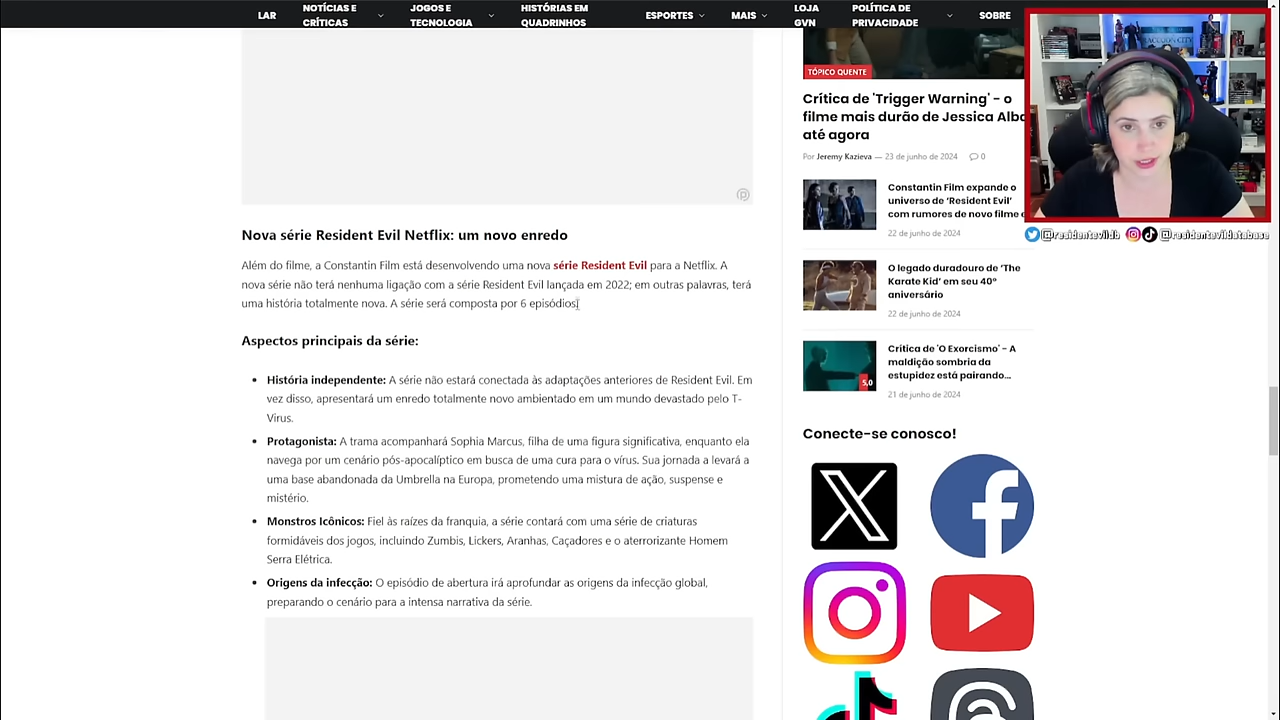 LAR
NOTÍCIAS E
CRÍTICAS
JOGOS E
TECNOLOGIA
HISTÓRIAS EM
QUADRINHOS
ESPORTES
MAIS
LOJA
GVN
POLÍTICA DE
PRIVACIDADE
SOBRE
Nova série Resident Evil Netflix: um novo enredo
Além do filme, a Constantin Film está desenvolvendo uma nova série Resident Evil para a Netflix. A
nova série não terá nenhuma ligação com a série Resident Evil lançada em 2022; em outras palavras, terá
uma história totalmente nova. A série será composta por 6 episódios.
Aspectos principais da série:
• História independente: A série não estará conectada às adaptações anteriores de Resident Evil. Em
vez disso, apresentará um enredo totalmente novo ambientado em um mundo devastado pelo T-
Virus.
• Protagonista: A trama acompanhará Sophia Marcus, filha de uma figura significativa, enquanto ela
navega por um cenário pós-apocalíptico em busca de uma cura para o vírus. Sua jornada a levará a
uma base abandonada da Umbrella na Europa, prometendo uma mistura de ação, suspense e
mistério.
• Monstros Icônicos: Fiel às raízes da franquia, a série contará com uma série de criaturas
formidáveis dos jogos, incluindo Zumbis, Lickers, Aranhas, Caçadores e o aterrorizante Homem
Serra Elétrica.
• Origens da infecção: O episódio de abertura irá aprofundar as origens da infecção global,
preparando o cenário para a intensa narrativa da série.
TÓPICO QUENTE
Crítica de 'Trigger Warning' - o
filme mais durão de Jessica Alba
até agora
Por Jeremy Kazieva — 23 de junho de 2024 0
Constantin Film expande o
universo de 'Resident Evil'
com rumores de novo filme
22 de junho de 2024
O legado duradouro de 'The
Karate Kid' em seu 40º
aniversário
22 de junho de 2024
5,0
Crítica de 'O Exorcismo' - A
maldição sombria da
estupidez está pairando...
21 de junho de 2024
Conecte-se conosco!
RACCOON CITY
@residentevildb @residentevildatabase